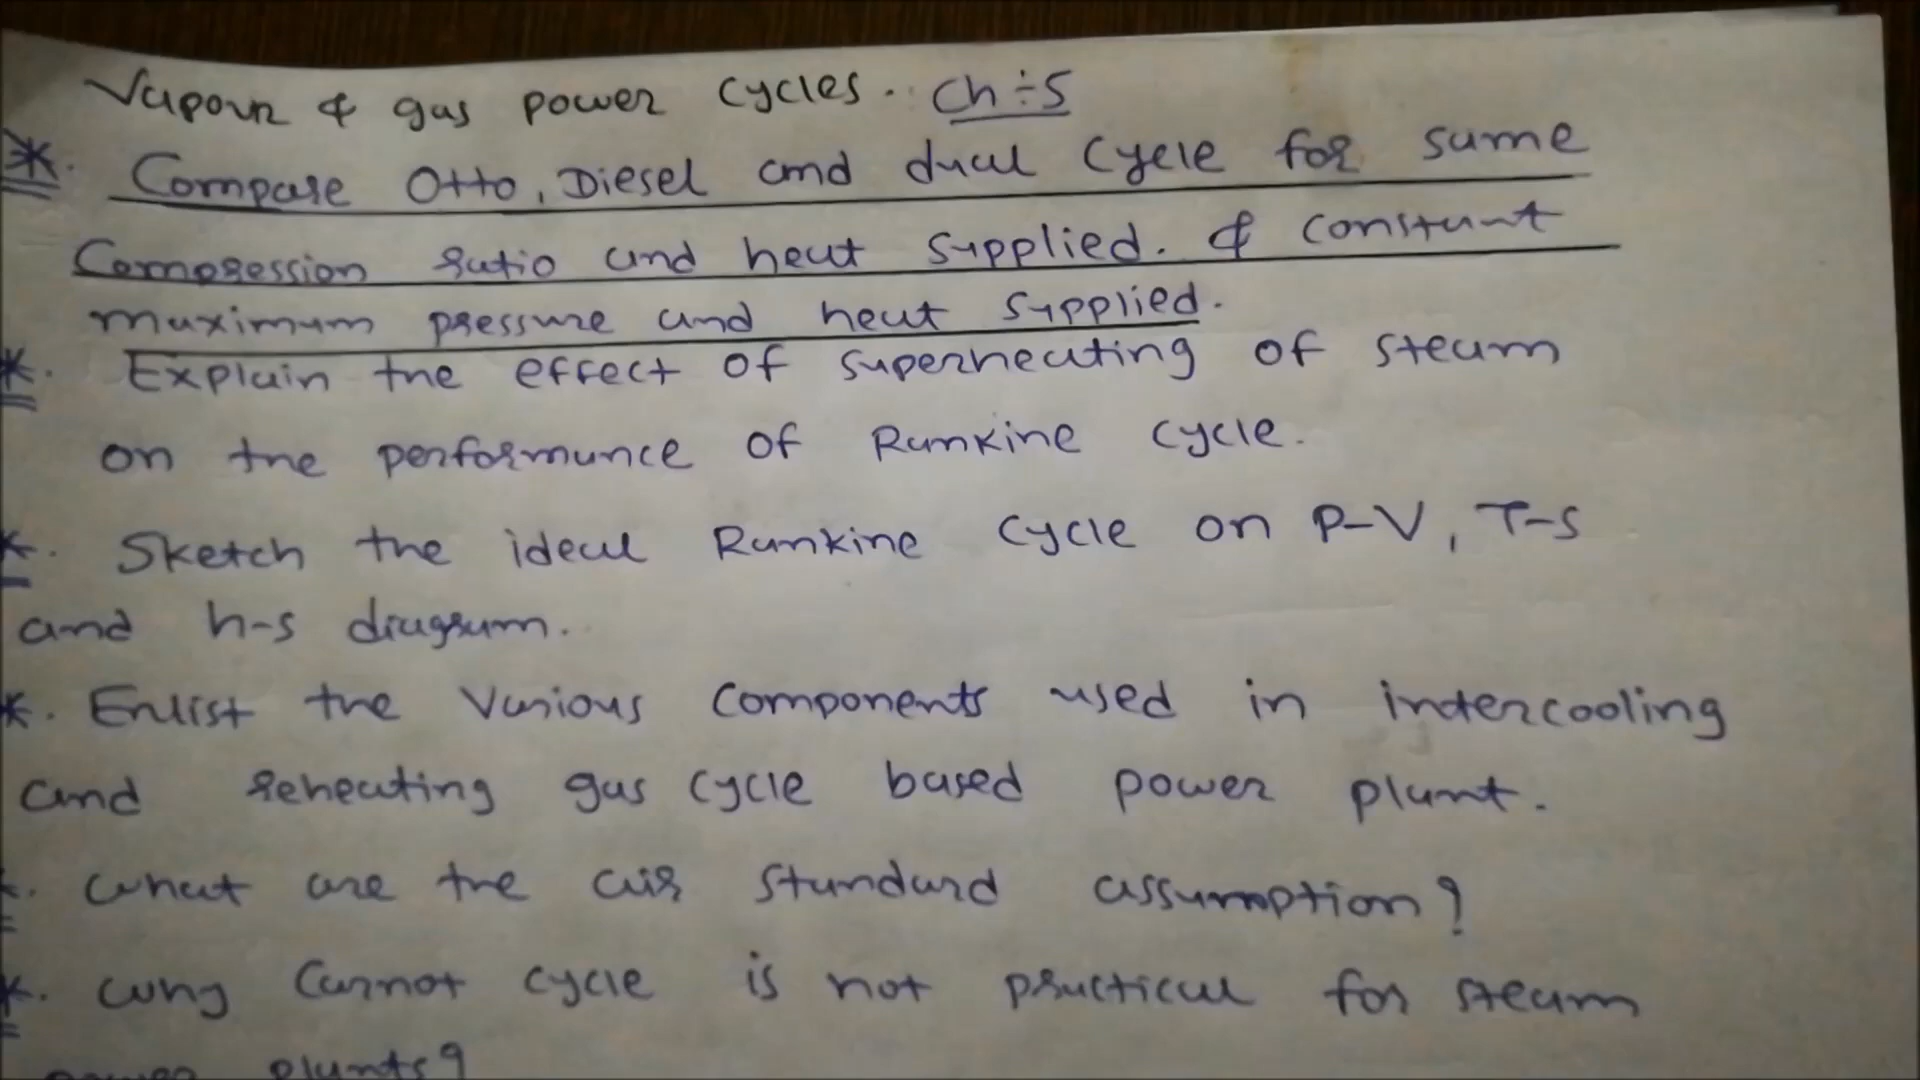 Vapour & gas power cycles. Ch÷5
*. Compare Otto, Diesel and dual cycle for same
Compression ratio and heat supplied. & constant
maximum pressure and heat supplied.
*. Explain the effect of superheating of steam
on the performance of Rankine cycle.
*. Sketch the ideal Rankine cycle on P-V, T-S
and h-s diagram.
*. Enlist the various components used in intercooling
and reheating gas cycle based power plant.
*. What are the air standard assumption?
*. Why Carnot cycle is not practical for steam
power plants?